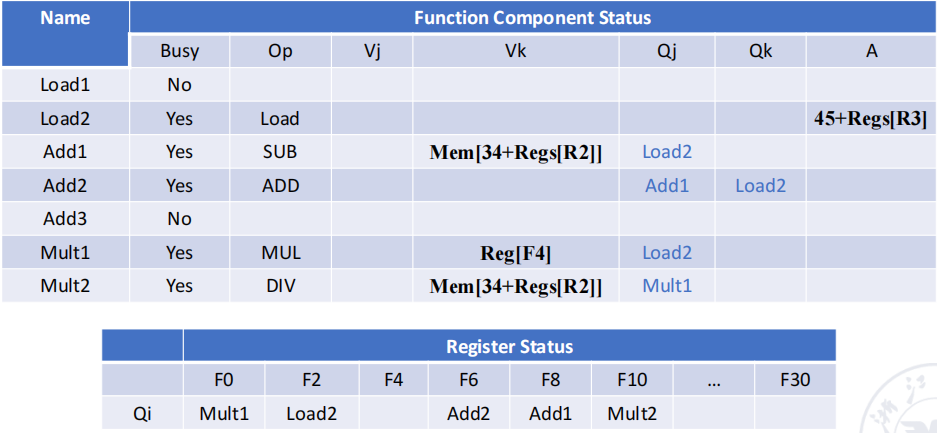 Name Function Component Status
Busy Op Vj Vk Qj Qk A
Load1 No
Load2 Yes Load 45+Regs[R3]
Add1 Yes SUB Mem[34+Regs[R2]] Load2
Add2 Yes ADD Add1 Load2
Add3 No
Mult1 Yes MUL Reg[F4] Load2
Mult2 Yes DIV Mem[34+Regs[R2]] Mult1
Register Status
F0 F2 F4 F6 F8 F10 ... F30
Qi Mult1 Load2 Add2 Add1 Mult2